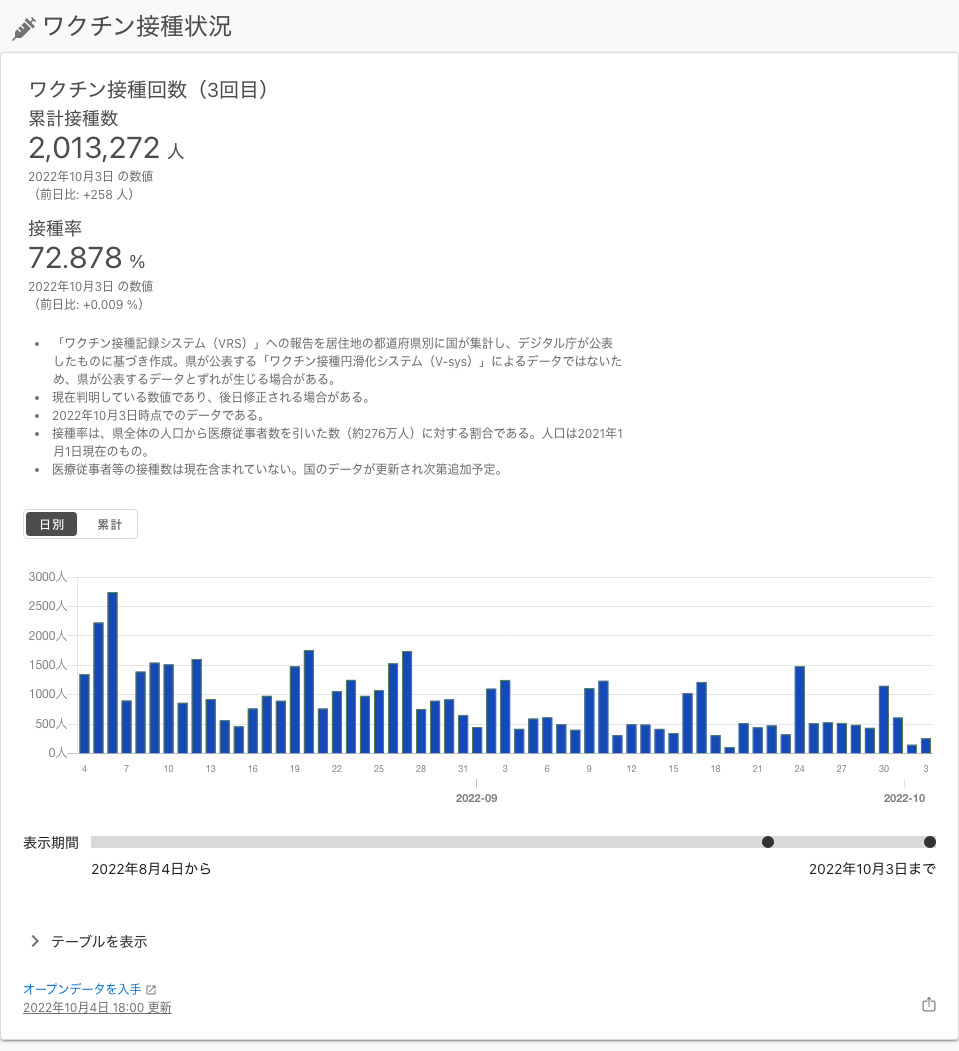 ワクチン接種状況
ワクチン接種回数（3回目）
累計接種数
2,013,272 人
2022年10月3日 の数値
（前日比: +258 人）
接種率
72.878 %
2022年10月3日 の数値
（前日比: +0.009 %）
• 「ワクチン接種記録システム（VRS）」への報告を居住地の都道府県別に国が集計し、デジタル庁が公表
したものに基づき作成。県が公表する「ワクチン接種円滑化システム（V-sys）」によるデータではないた
め、県が公表するデータとずれが生じる場合がある。
• 現在判明している数値であり、後日修正される場合がある。
• 2022年10月3日時点でのデータである。
• 接種率は、県全体の人口から医療従事者数を引いた数（約276万人）に対する割合である。人口は2021年1
月1日現在のもの。
• 医療従事者等の接種数は現在含まれていない。国のデータが更新され次第追加予定。
日別 累計
3000人
2500人
2000人
1500人
1000人
500人
0人
4 7 10 13 16 19 22 25 28 31 3 6 9 12 15 18 21 24 27 30 3
2022-09 2022-10
表示期間
2022年8月4日から 2022年10月3日まで
テーブルを表示
オープンデータを入手
2022年10月4日 18:00 更新